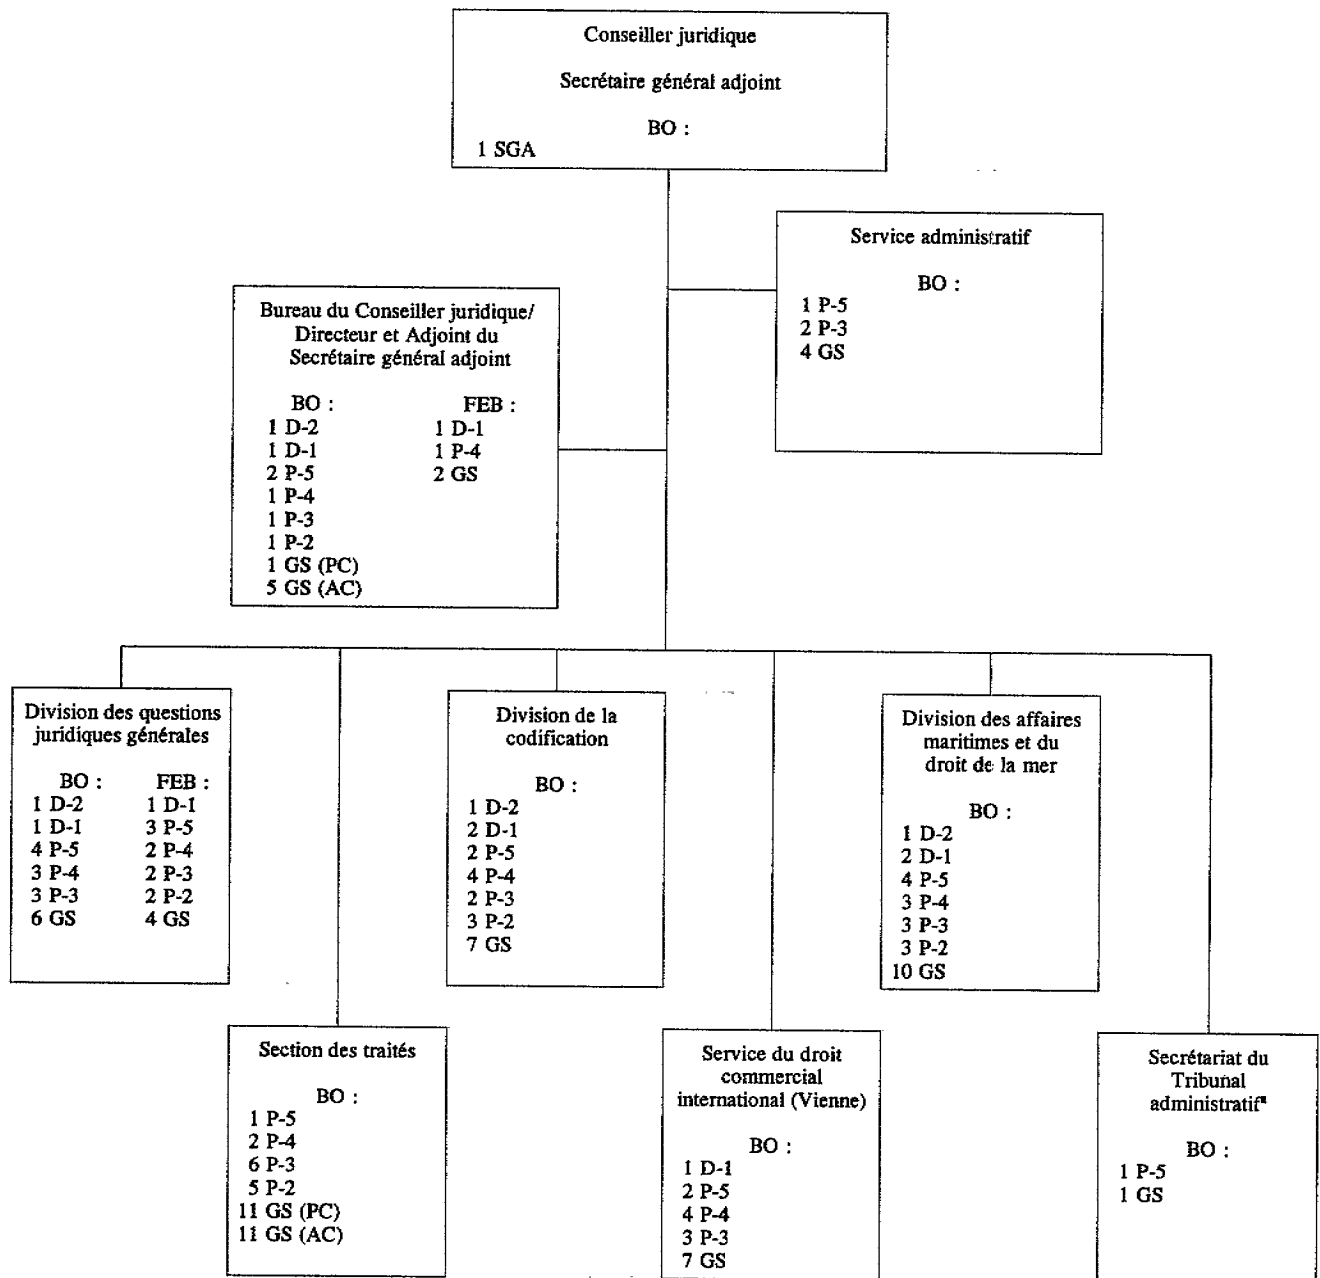 Conseiller juridique
Secrétaire général adjoint
BO :
1 SGA
Service administratif
BO :
1 P-5
2 P-3
4 GS
Bureau du Conseiller juridique/
Directeur et Adjoint du
Secrétaire général adjoint
BO : FEB :
1 D-2 1 D-1
1 D-1 1 P-4
2 P-5 2 GS
1 P-4
1 P-3
1 P-2
1 GS (PC)
5 GS (AC)
Division des questions
juridiques générales
BO : FEB :
1 D-2 1 D-1
1 D-1 3 P-5
4 P-5 2 P-4
3 P-4 2 P-3
3 P-3 2 P-2
6 GS 4 GS
Division de la
codification
BO :
1 D-2
2 D-1
2 P-5
4 P-4
2 P-3
3 P-2
7 GS
Division des affaires
maritimes et du
droit de la mer
BO :
1 D-2
2 D-1
4 P-5
3 P-4
3 P-3
3 P-2
10 GS
Section des traités
BO :
1 P-5
2 P-4
6 P-3
5 P-2
11 GS (PC)
11 GS (AC)
Service du droit
commercial
international (Vienne)
BO :
1 D-1
2 P-5
4 P-4
3 P-3
7 GS
Secrétariat du
Tribunal
administratifª
BO :
1 P-5
1 GS